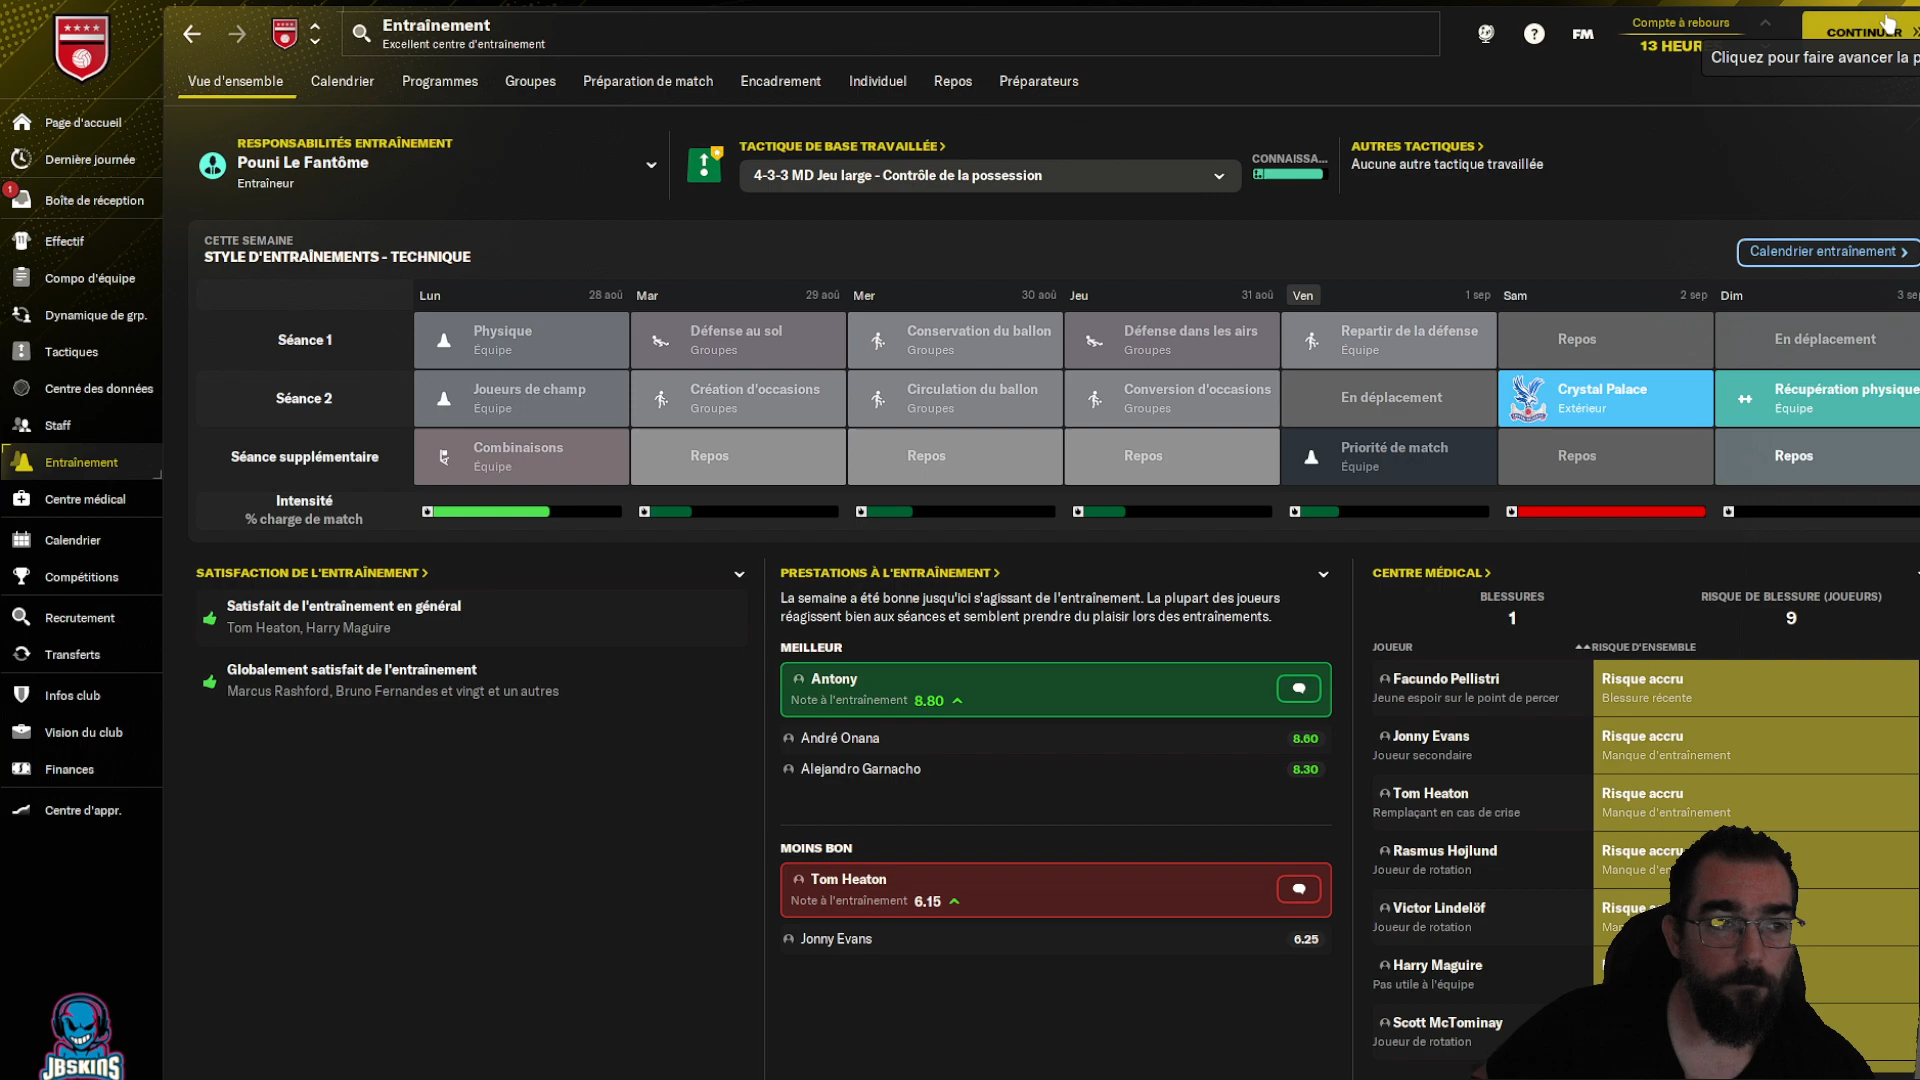 Entraînement
Excellent centre d'entraînement
FM
Compte à rebours
13 HEUR
CONTINUER
Cliquez pour faire avancer la p
Vue d'ensemble
Calendrier
Programmes
Groupes
Préparation de match
Encadrement
Individuel
Repos
Préparateurs
Page d'accueil
Dernière journée
1
Boîte de réception
Effectif
Compo d'équipe
Dynamique de grp.
Tactiques
Centre des données
Staff
Entraînement
Centre médical
Calendrier
Compétitions
Recrutement
Transferts
Infos club
Vision du club
Finances
Centre d'appr.
JBSKINS
RESPONSABILITÉS ENTRAÎNEMENT
Pouni Le Fantôme
Entraîneur
TACTIQUE DE BASE TRAVAILLÉE >
4-3-3 MD Jeu large - Contrôle de la possession
CONNAISSA...
AUTRES TACTIQUES >
Aucune autre tactique travaillée
CETTE SEMAINE
STYLE D'ENTRAÎNEMENTS - TECHNIQUE
Calendrier entraînement >
Lun 28 aoû Mar 29 aoû Mer 30 aoû Jeu 31 aoû Ven 1 sep Sam 2 sep Dim 3 sep
Séance 1
Physique
Équipe
Défense au sol
Groupes
Conservation du ballon
Groupes
Défense dans les airs
Groupes
Repartir de la défense
Équipe
Repos
En déplacement
Séance 2
Joueurs de champ
Équipe
Création d'occasions
Groupes
Circulation du ballon
Groupes
Conversion d'occasions
Groupes
En déplacement
Crystal Palace
Extérieur
Récupération physique
Équipe
Séance supplémentaire
Combinaisons
Équipe
Repos
Repos
Repos
Priorité de match
Équipe
Repos
Repos
Intensité
% charge de match
SATISFACTION DE L'ENTRAÎNEMENT >
Satisfait de l'entraînement en général
Tom Heaton, Harry Maguire
Globalement satisfait de l'entraînement
Marcus Rashford, Bruno Fernandes et vingt et un autres
PRESTATIONS À L'ENTRAÎNEMENT >
La semaine a été bonne jusqu'ici s'agissant de l'entraînement. La plupart des joueurs
réagissent bien aux séances et semblent prendre du plaisir lors des entraînements.
MEILLEUR
Antony
Note à l'entraînement 8.80
André Onana 8.60
Alejandro Garnacho 8.30
MOINS BON
Tom Heaton
Note à l'entraînement 6.15
Jonny Evans 6.25
CENTRE MÉDICAL >
BLESSURES
1
RISQUE DE BLESSURE (JOUEURS)
9
JOUEUR RISQUE D'ENSEMBLE
Facundo Pellistri
Jeune espoir sur le point de percer
Risque accru
Blessure récente
Jonny Evans
Joueur secondaire
Risque accru
Manque d'entraînement
Tom Heaton
Remplaçant en cas de crise
Risque accru
Manque d'entraînement
Rasmus Højlund
Joueur de rotation
Risque accru
Manque d'en
Victor Lindelöf
Joueur de rotation
Risque
Harry Maguire
Pas utile à l'équipe
Scott McTominay
Joueur de rotation